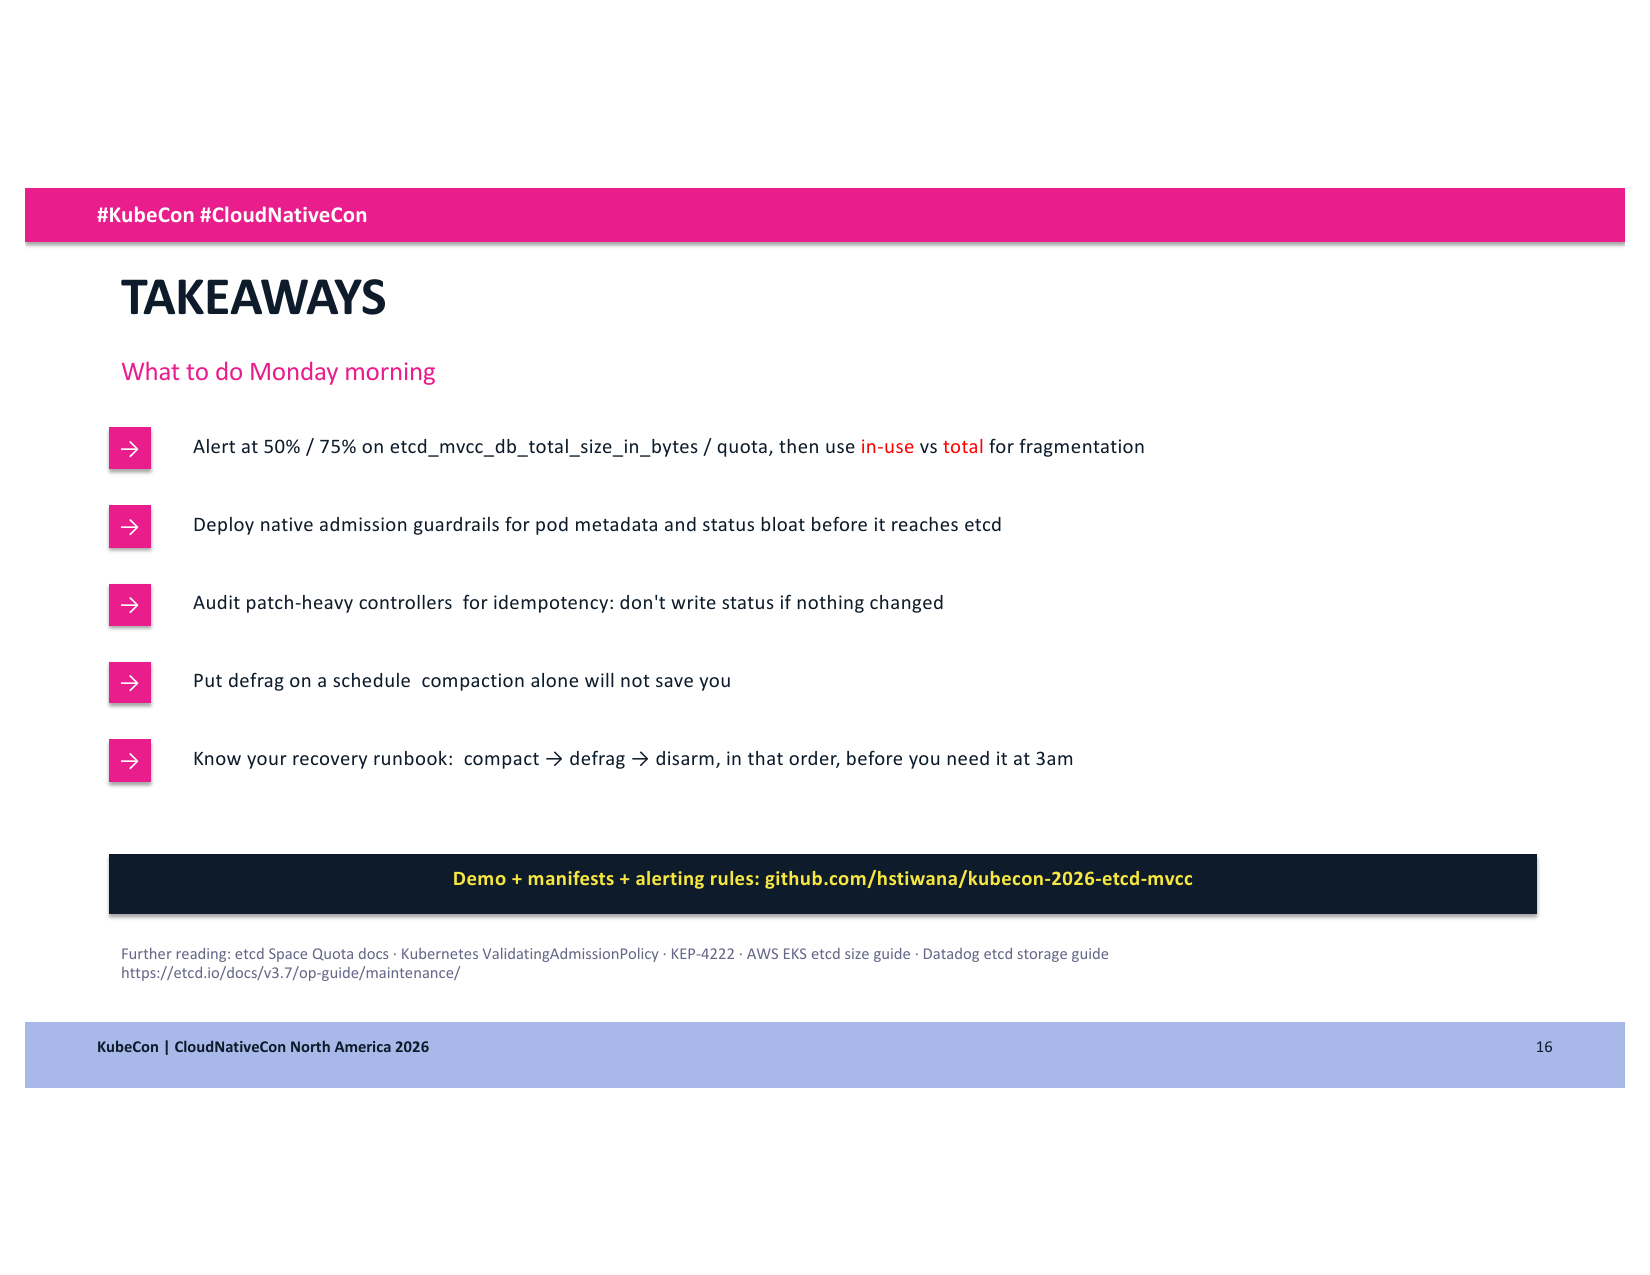 #KubeCon #CloudNativeCon
TAKEAWAYS
What to do Monday morning
→ Alert at 50% / 75% on etcd_mvcc_db_total_size_in_bytes / quota, then use in-use vs total for fragmentation
→ Deploy native admission guardrails for pod metadata and status bloat before it reaches etcd
→ Audit patch-heavy controllers  for idempotency: don't write status if nothing changed
→ Put defrag on a schedule  compaction alone will not save you
→ Know your recovery runbook:  compact → defrag → disarm, in that order, before you need it at 3am
Demo + manifests + alerting rules: github.com/hstiwana/kubecon-2026-etcd-mvcc
Further reading: etcd Space Quota docs · Kubernetes ValidatingAdmissionPolicy · KEP-4222 · AWS EKS etcd size guide · Datadog etcd storage guide
https://etcd.io/docs/v3.7/op-guide/maintenance/
KubeCon | CloudNativeCon North America 2026
16